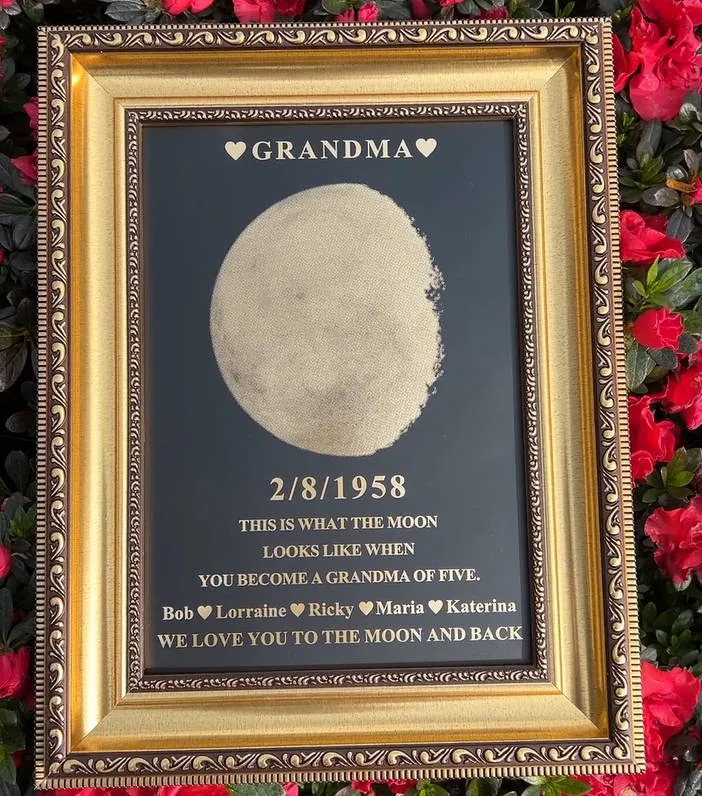 ♥GRANDMA♥
2/8/1958
THIS IS WHAT THE MOON
LOOKS LIKE WHEN
YOU BECOME A GRANDMA OF FIVE.
Bob♥Lorraine♥Ricky♥Maria♥Katerina
WE LOVE YOU TO THE MOON AND BACK